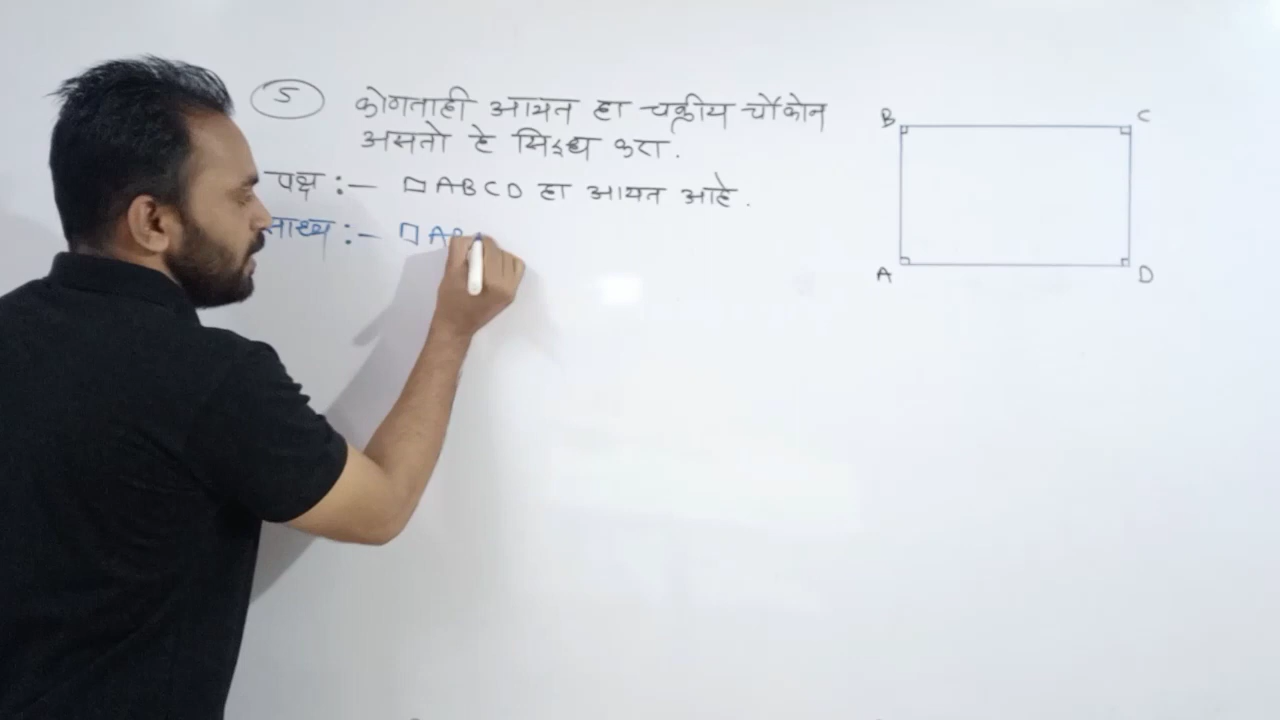 5 कोणताही आयत हा चक्रीय चौकोन
असतो हे सिद्ध करा.
पक्ष :— □ABCD हा आयत आहे.
साध्य :— □AB
B C
A D